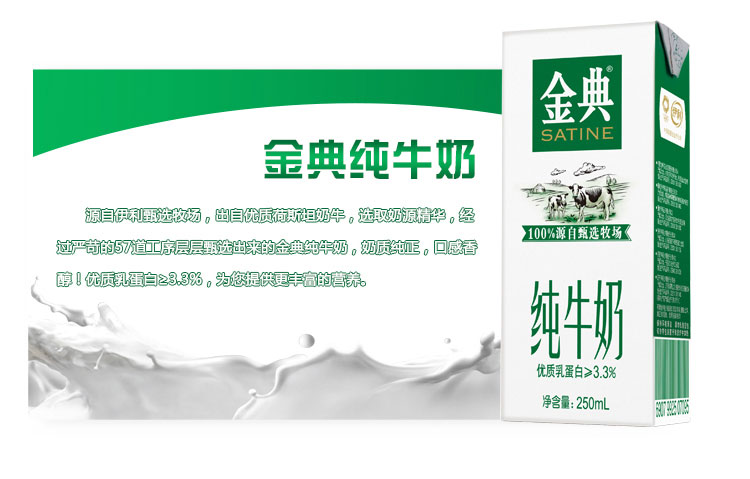 金典纯牛奶
源自伊利甄选牧场，出自优质荷斯坦奶牛，选取奶源精华，经
过严苛的57道工序层层甄选出来的金典纯牛奶，奶质纯正，口感香
醇！优质乳蛋白≥3.3%，为您提供更丰富的营养。
金典®
SATINE
100%源自甄选牧场
纯牛奶
优质乳蛋白≥3.3%
净含量：250mL
伊利
6907 9925 07095